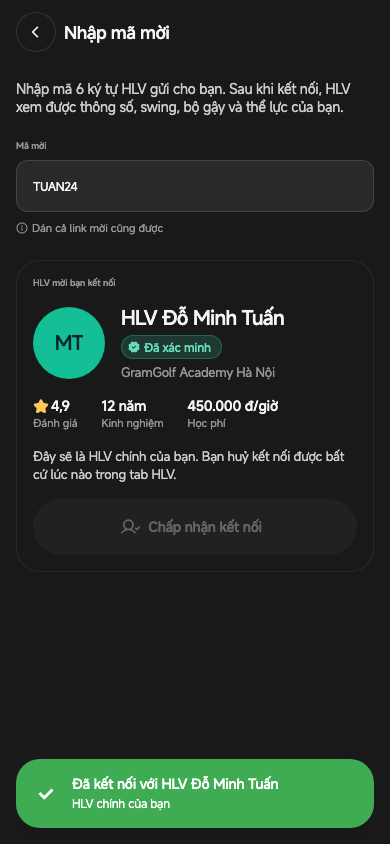 Nhập mã mời
Nhập mã 6 ký tự HLV gửi cho bạn. Sau khi kết nối, HLV
xem được thông số, swing, bộ gậy và thể lực của bạn.
Mã mời
TUAN24
Dán cả link mời cũng được
HLV mời bạn kết nối
MT
HLV Đỗ Minh Tuấn
Đã xác minh
GramGolf Academy Hà Nội
4,9 12 năm 450.000 đ/giờ
Đánh giá Kinh nghiệm Học phí
Đây sẽ là HLV chính của bạn. Bạn huỷ kết nối được bất
cứ lúc nào trong tab HLV.
Chấp nhận kết nối
Đã kết nối với HLV Đỗ Minh Tuấn
HLV chính của bạn